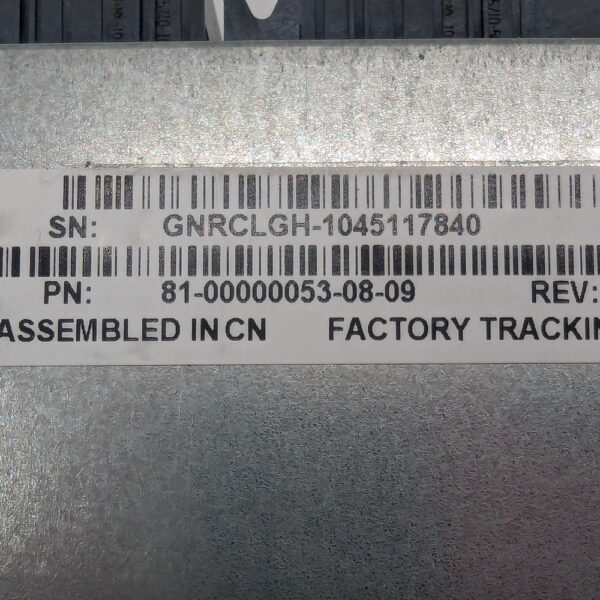 SN: GNRCLGH-1045117840
PN: 81-00000053-08-09 REV:
ASSEMBLED IN CN FACTORY TRACKIN